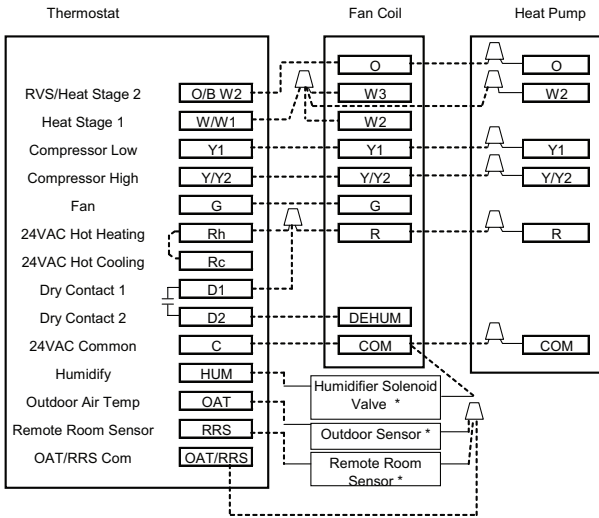 Thermostat Fan Coil Heat Pump
O O
RVS/Heat Stage 2 O/B W2 W3 W2
Heat Stage 1 W/W1 W2
Compressor Low Y1 Y1 Y1
Compressor High Y/Y2 Y/Y2 Y/Y2
Fan G G
24VAC Hot Heating Rh R R
24VAC Hot Cooling Rc
Dry Contact 1 D1
Dry Contact 2 D2 DEHUM
24VAC Common C COM COM
Humidify HUM Humidifier Solenoid
Valve *
Outdoor Air Temp OAT
Outdoor Sensor *
Remote Room Sensor RRS
OAT/RRS Com OAT/RRS Remote Room
Sensor *